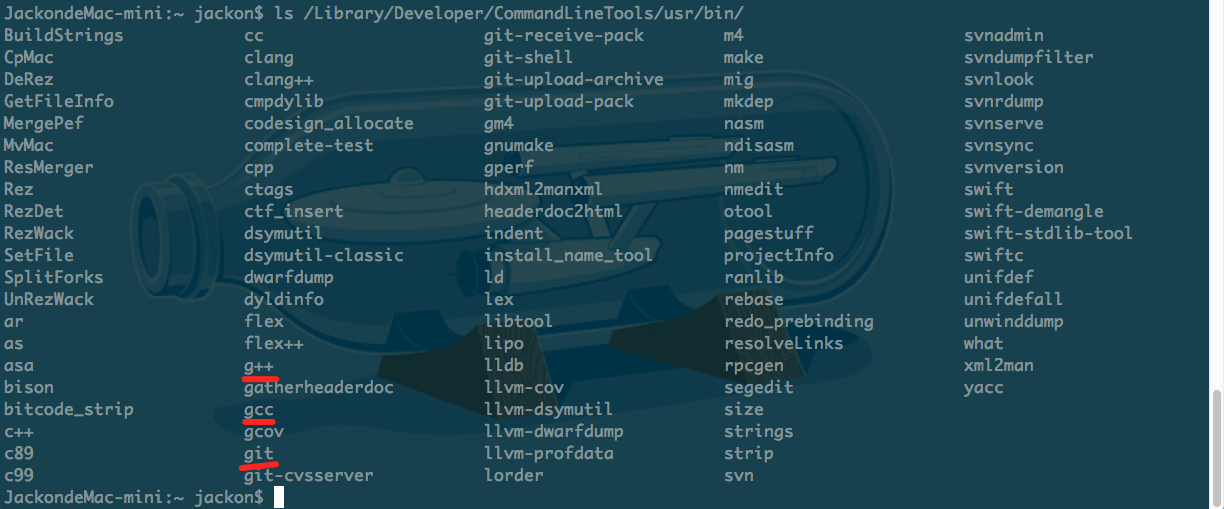 JackondeMac-mini:~ jackon$ ls /Library/Developer/CommandLineTools/usr/bin/
BuildStrings cc git-receive-pack m4 svnadmin
CpMac clang git-shell make svndumpfilter
DeRez clang++ git-upload-archive mig svnlook
GetFileInfo cmpdylib git-upload-pack mkdep svnrdump
MergePef codesign_allocate gm4 nasm svnserve
MvMac complete-test gnumake ndisasm svnsync
ResMerger cpp gperf nm svnversion
Rez ctags hdxml2manxml nmedit swift
RezDet ctf_insert headerdoc2html otool swift-demangle
RezWack dsymutil indent pagestuff swift-stdlib-tool
SetFile dsymutil-classic install_name_tool projectInfo swiftc
SplitForks dwarfdump ld ranlib unifdef
UnRezWack dyldinfo lex rebase unifdefall
ar flex libtool redo_prebinding unwinddump
as flex++ lipo resolveLinks what
asa g++ lldb rpcgen xml2man
bison gatherheaderdoc llvm-cov segedit yacc
bitcode_strip gcc llvm-dsymutil size
c++ gcov llvm-dwarfdump strings
c89 git llvm-profdata strip
c99 git-cvsserver lorder svn
JackondeMac-mini:~ jackon$